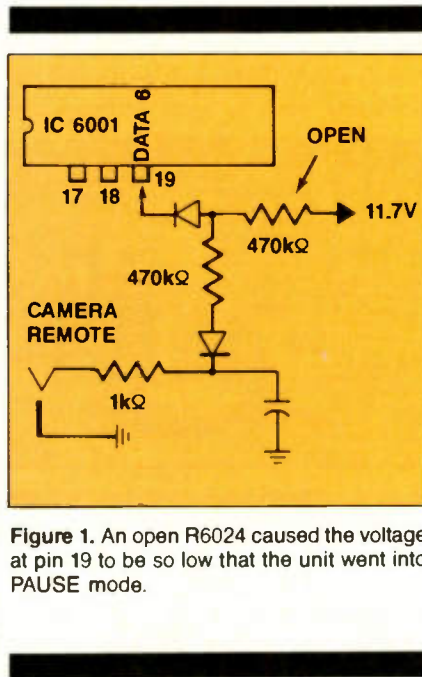 DATA 6
IC 6001
OPEN
17 18 19
11.7V
470kΩ
470kΩ
CAMERA
REMOTE
1kΩ
Figure 1. An open R6024 caused the voltage
at pin 19 to be so low that the unit went into
PAUSE mode.